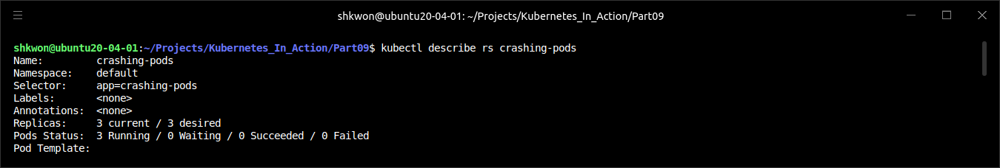 shkwon@ubuntu20-04-01: ~/Projects/Kubernetes_In_Action/Part09
shkwon@ubuntu20-04-01:~/Projects/Kubernetes_In_Action/Part09$ kubectl describe rs crashing-pods
Name:         crashing-pods
Namespace:    default
Selector:     app=crashing-pods
Labels:       <none>
Annotations:  <none>
Replicas:     3 current / 3 desired
Pods Status:  3 Running / 0 Waiting / 0 Succeeded / 0 Failed
Pod Template: